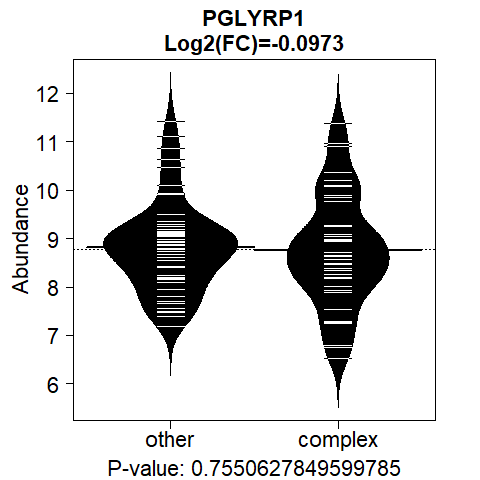 PGLYRP1
Log2(FC)=-0.0973
Abundance
12
11
10
9
8
7
6
other complex
P-value: 0.7550627849599785